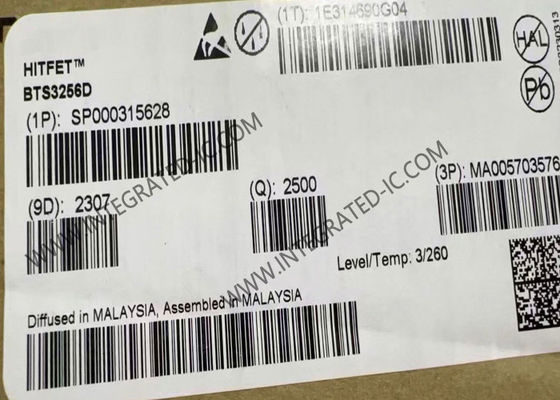 (1T): 1E314690G04
HAL
Pb
HITFET™
BTS3256D
(1P): SP000315628
(9D): 2307
(Q): 2500
(3P): MA005703576
Level/Temp: 3/260
Diffused in MALAYSIA, Assembled in MALAYSIA
WWW.INTEGRATED-IC.COM
WWW.INTEGRATED-IC.COM